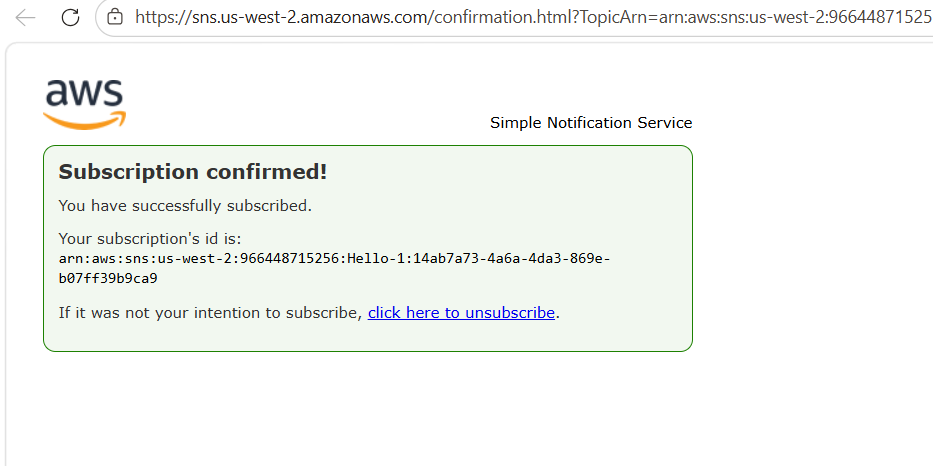 https://sns.us-west-2.amazonaws.com/confirmation.html?TopicArn=arn:aws:sns:us-west-2:96644871525
aws
Simple Notification Service
Subscription confirmed!
You have successfully subscribed.
Your subscription's id is:
arn:aws:sns:us-west-2:966448715256:Hello-1:14ab7a73-4a6a-4da3-869e-
b07ff39b9ca9
If it was not your intention to subscribe, click here to unsubscribe.